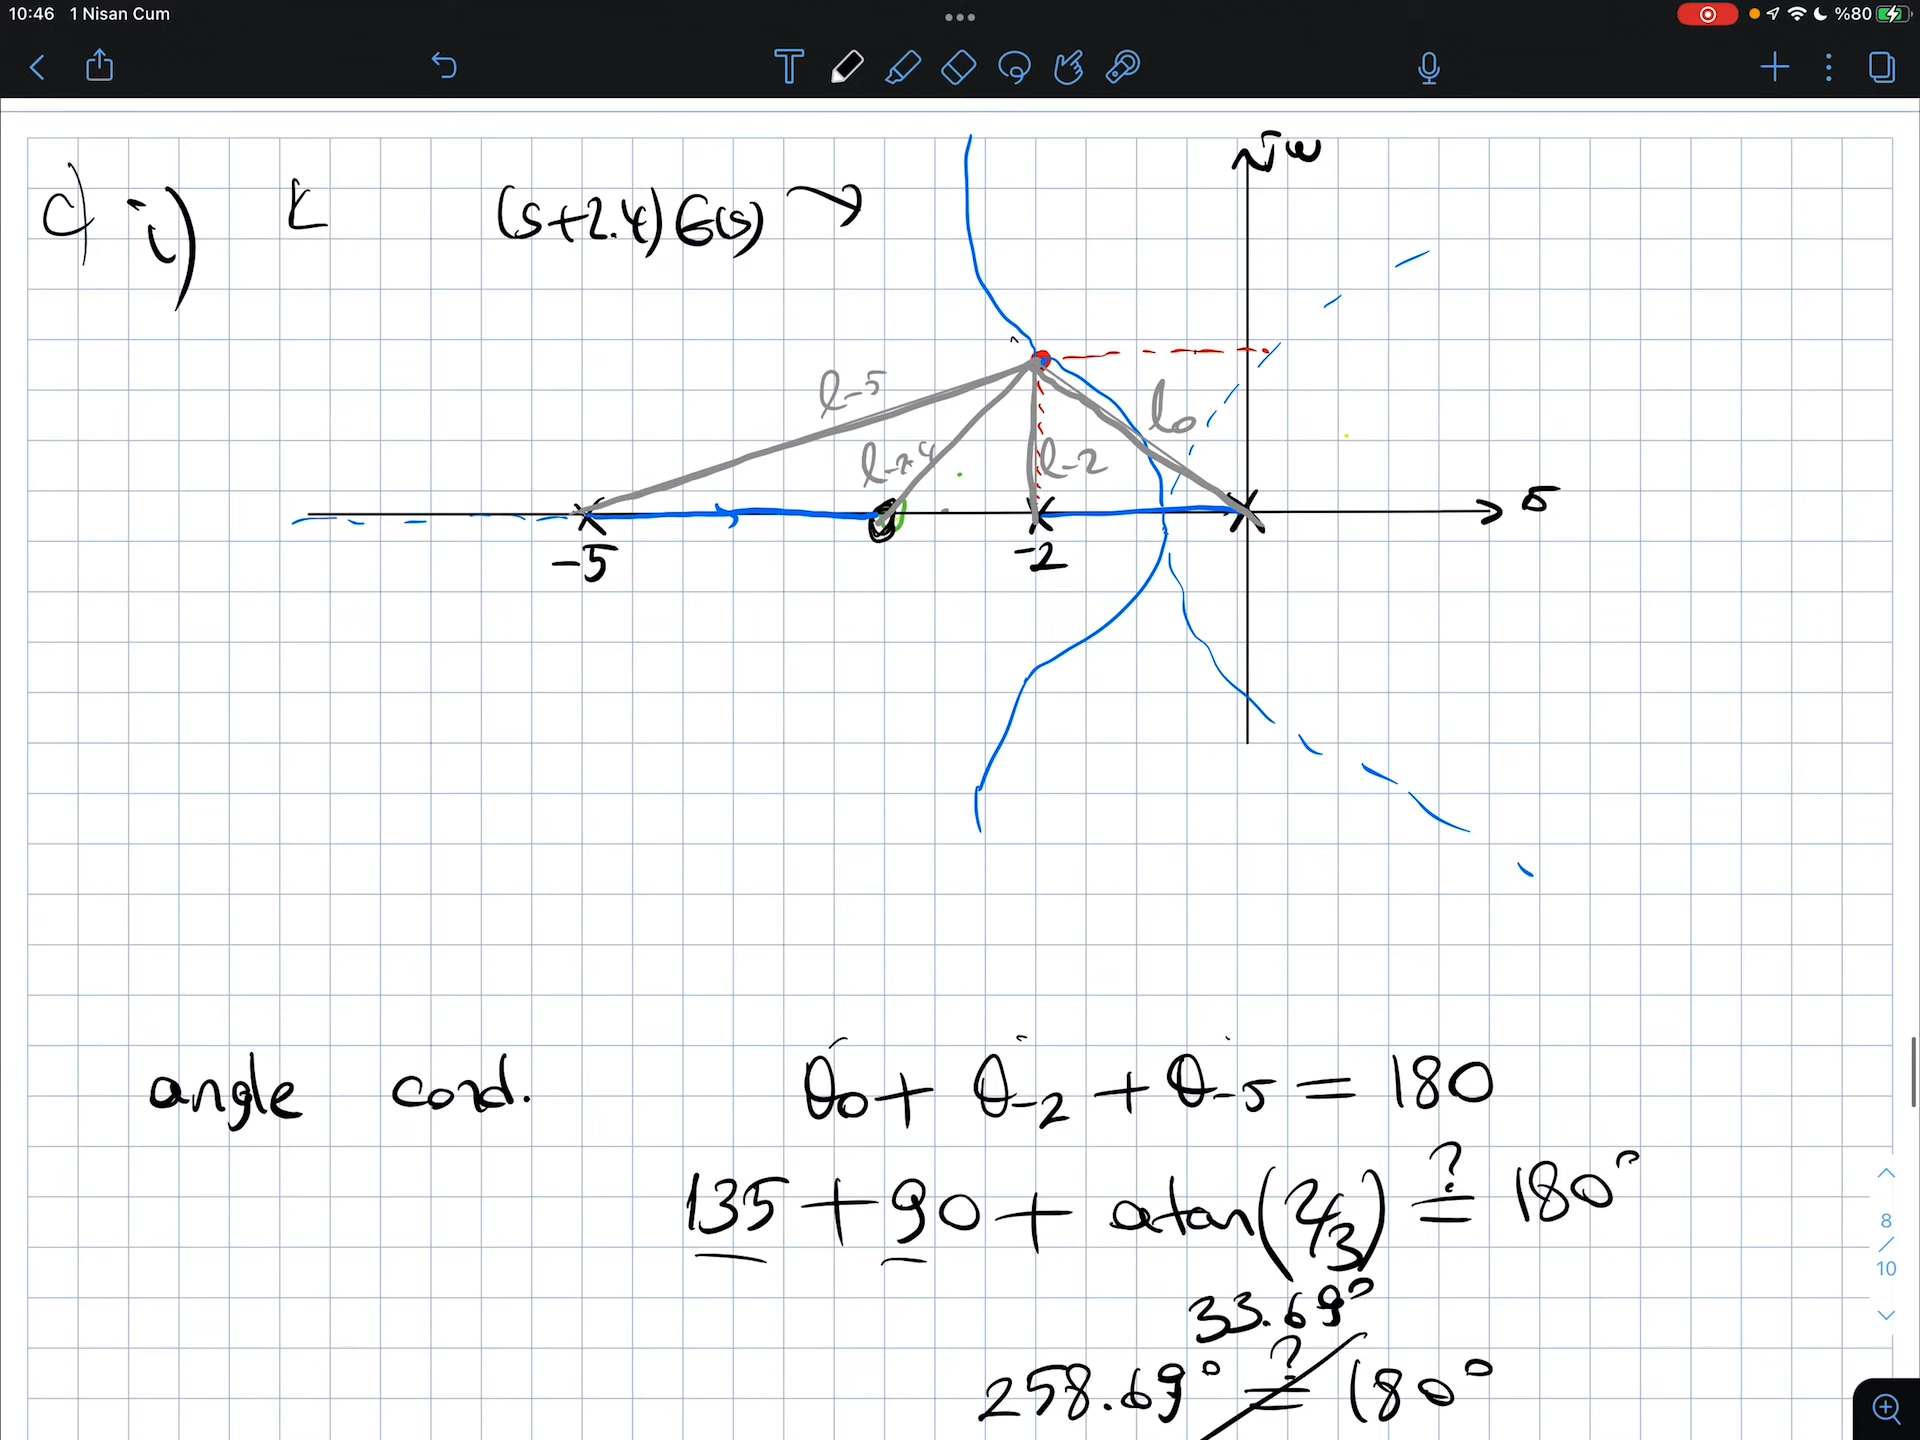 10:46 1 Nisan Cum
%80
c) i) K (s+2.4) G(s)
jω
l-5
l-2.4
l-2
l0
σ
-5
-2
angle cond. θ0 + θ-2 + θ-5 = 180
135 + 90 + atan(2/3) =? 180°
33.69°
258.69° =? 180°
8
/
10